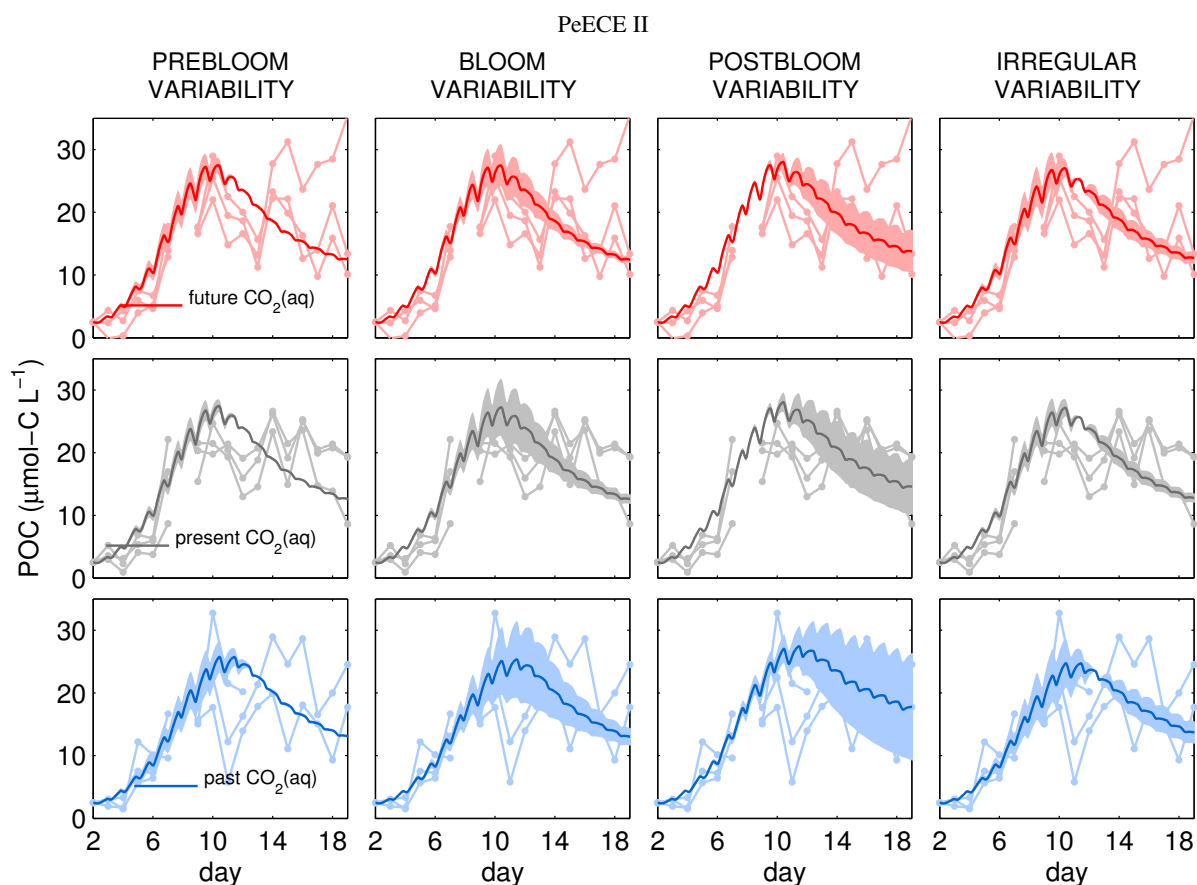 PeECE II
PREBLOOM VARIABILITY
BLOOM VARIABILITY
POSTBLOOM VARIABILITY
IRREGULAR VARIABILITY
30
20
10
0
future CO₂(aq)
POC (μmol−C L⁻¹)
30
20
10
0
present CO₂(aq)
30
20
10
0
past CO₂(aq)
2 6 10 14 18
2 6 10 14 18
2 6 10 14 18
2 6 10 14 18
day
day
day
day